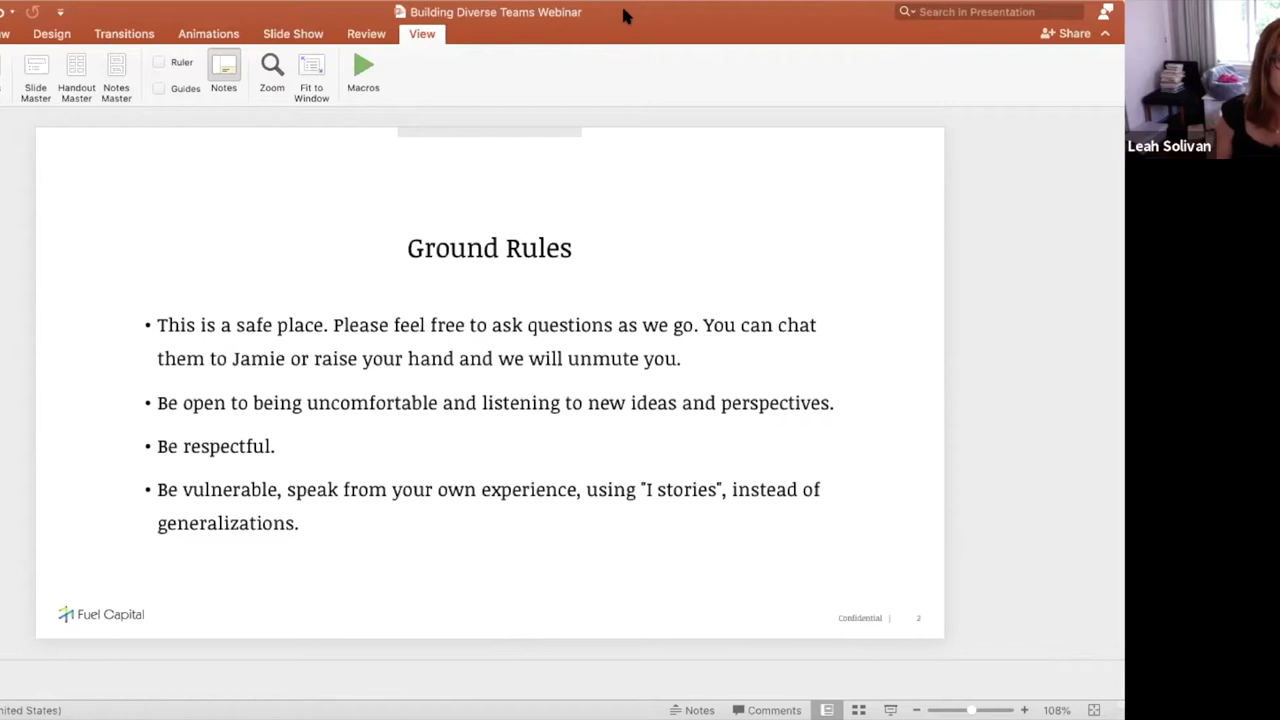 Building Diverse Teams Webinar
Search in Presentation
Design Transitions Animations Slide Show Review View
Share
Slide Master
Handout Master
Notes Master
Ruler
Guides
Notes
Zoom
Fit to Window
Macros
Leah Solivan
Ground Rules
• This is a safe place. Please feel free to ask questions as we go. You can chat
them to Jamie or raise your hand and we will unmute you.
• Be open to being uncomfortable and listening to new ideas and perspectives.
• Be respectful.
• Be vulnerable, speak from your own experience, using "I stories", instead of
generalizations.
Fuel Capital
Confidential | 2
nited States)
Notes Comments 108%